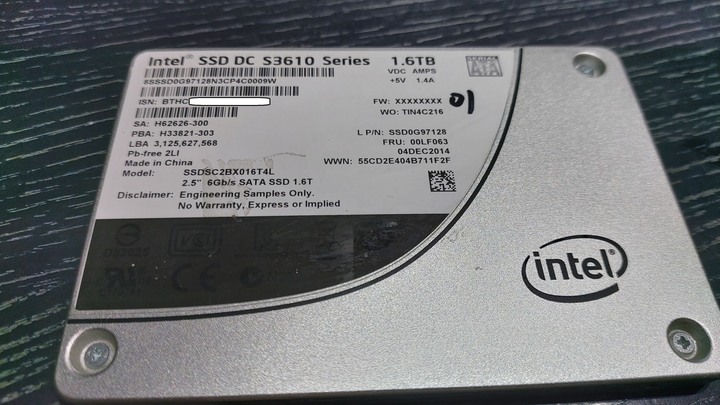 Intel® SSD DC S3610 Series 1.6TB
SERIAL ATA
VDC AMPS
+5V 1.4A
8SSSD0G97128N3CP4C0009W
ISN: BTHC
FW: XXXXXXXX
WO: TIN4C216
SA: H62626-300
PBA: H33821-303
LBA 3,125,627,568
Pb-free 2LI
Made in China
L P/N: SSD0G97128
FRU: 00LF063
04DEC2014
WWN: 55CD2E404B711F2F
Model: SSDSC2BX016T4L
2.5" 6Gb/s SATA SSD 1.6T
Disclaimer: Engineering Samples Only.
No Warranty, Express or Implied
intel